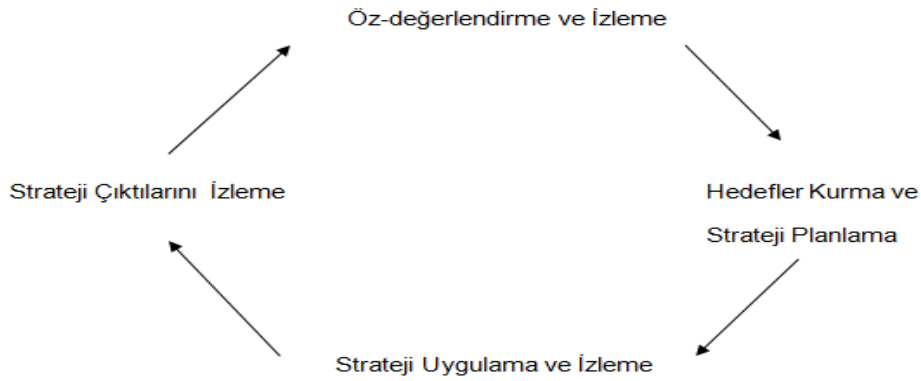 Öz-değerlendirme ve İzleme
Strateji Çıktılarını İzleme
Hedefler Kurma ve
Strateji Planlama
Strateji Uygulama ve İzleme